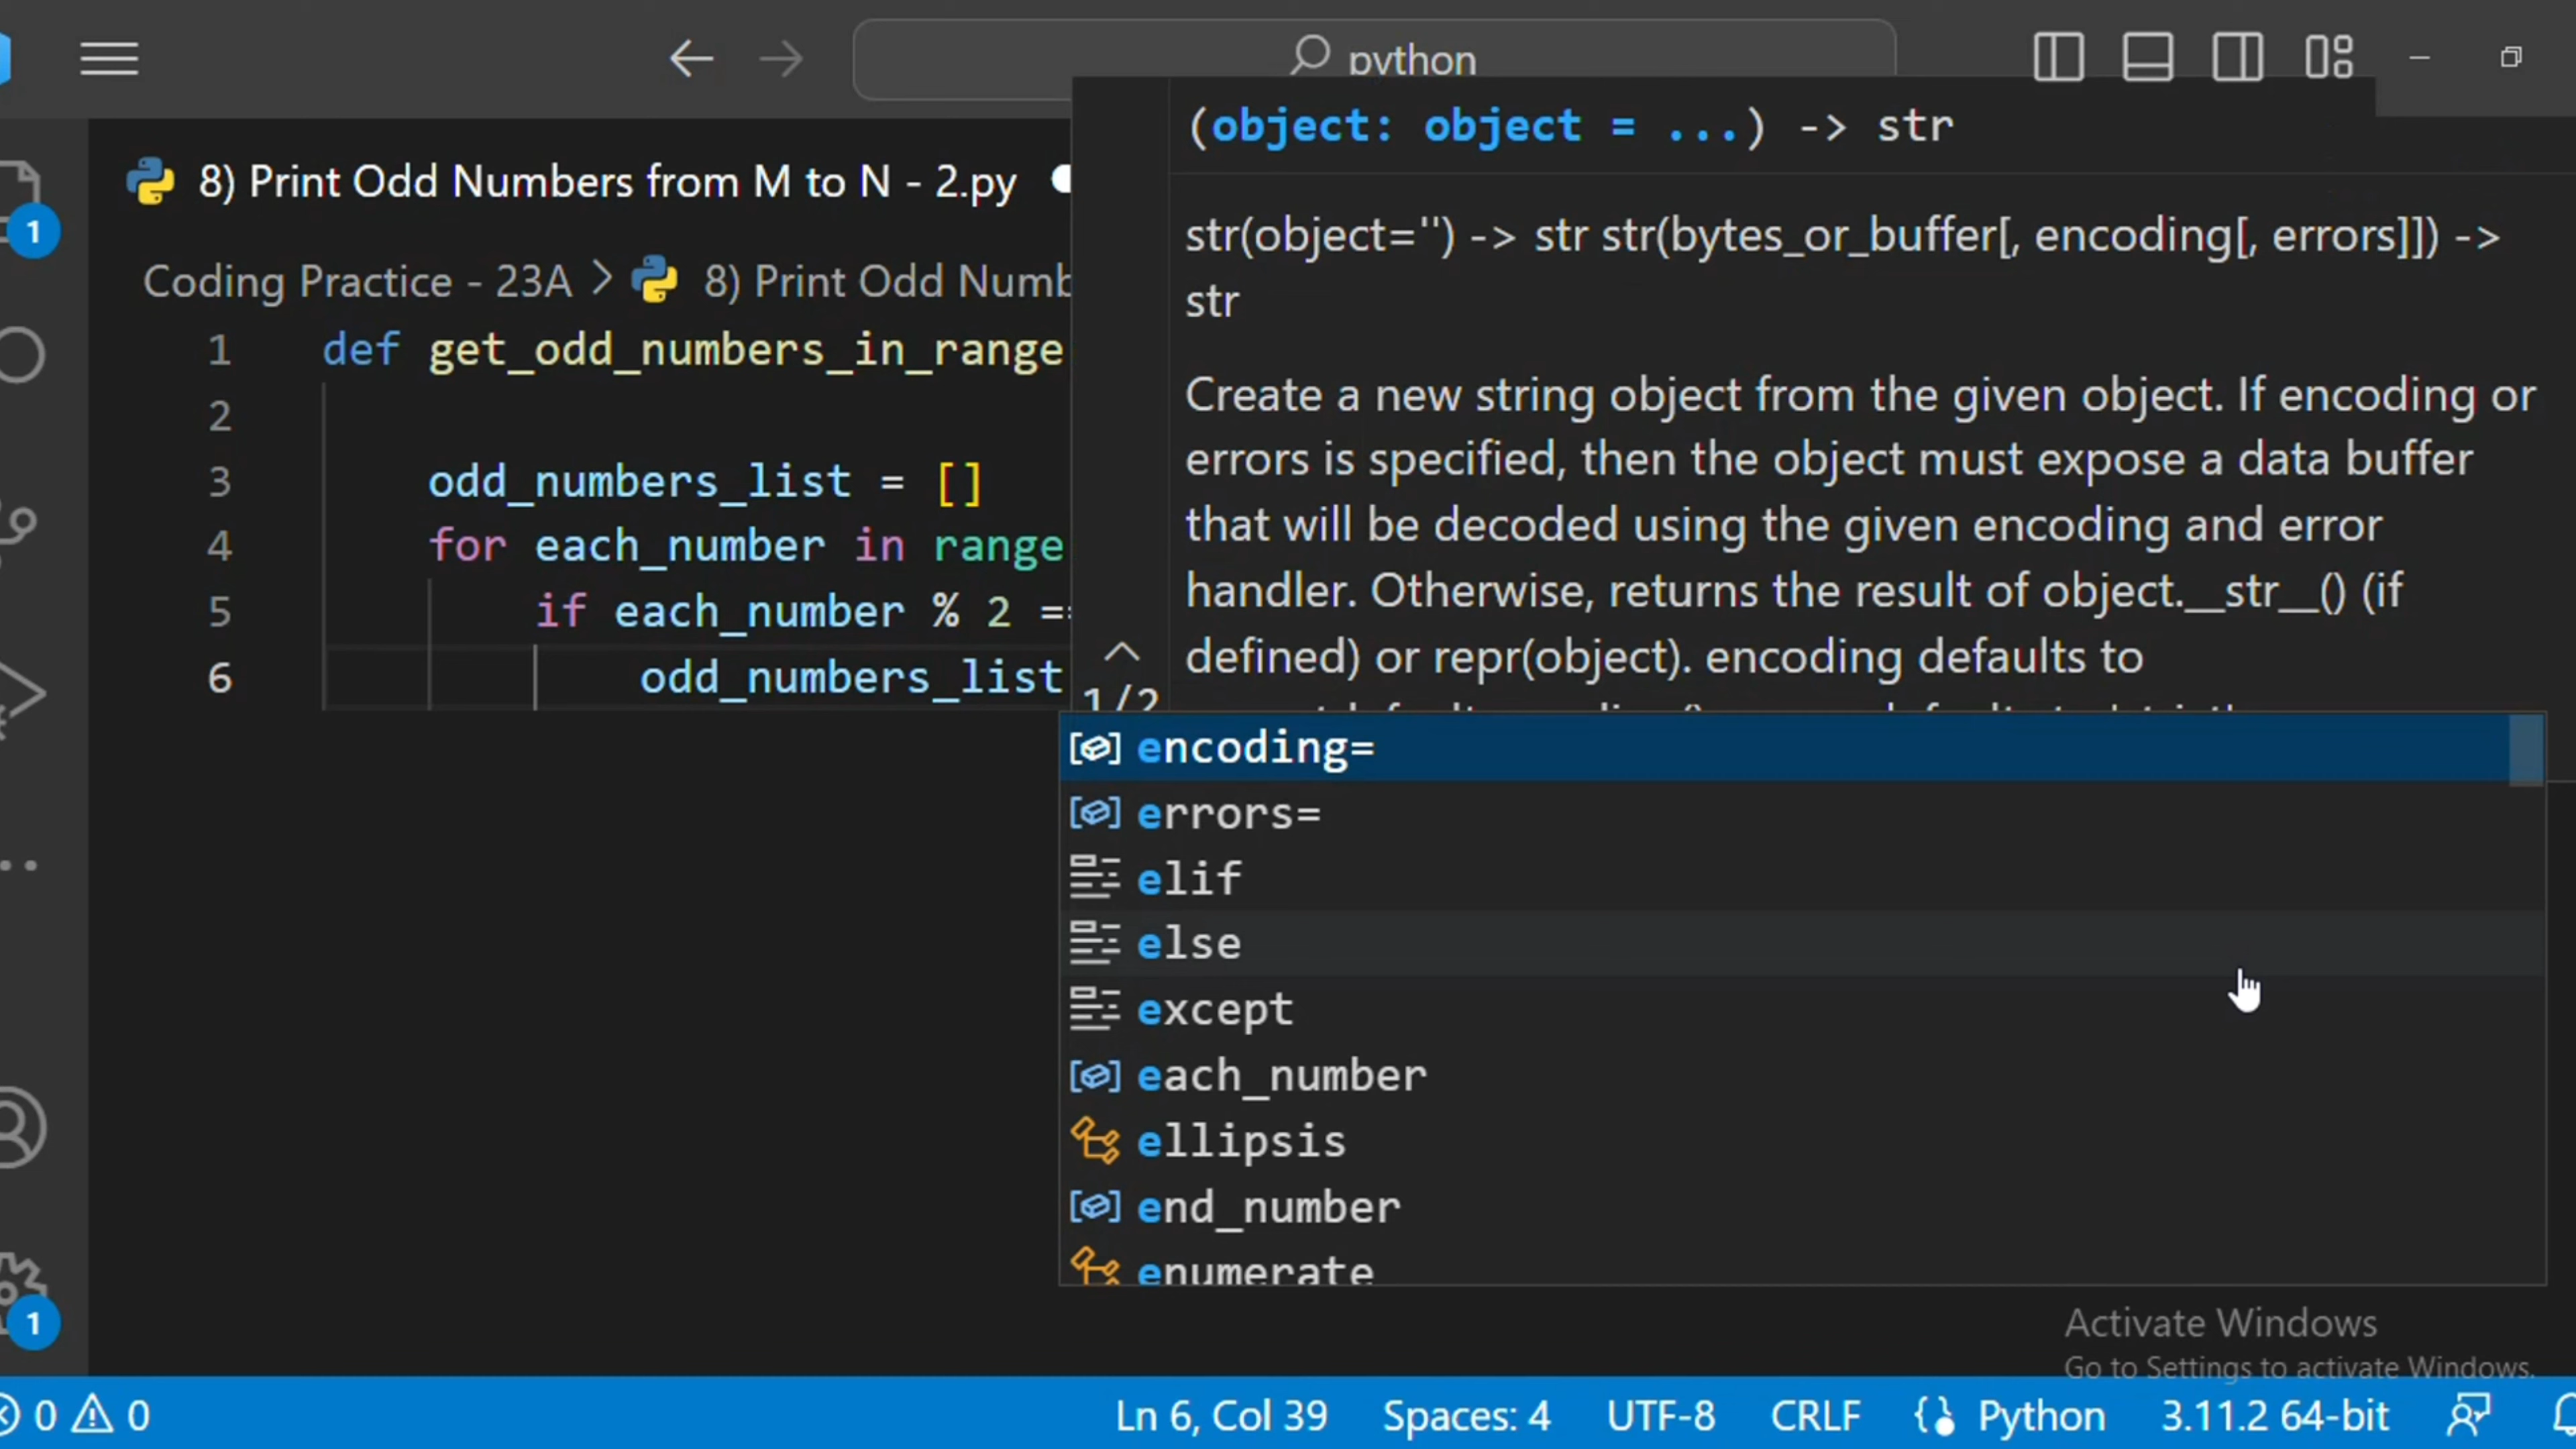 python
(object: object = ...) -> str
8) Print Odd Numbers from M to N - 2.py
1
str(object='') -> str str(bytes_or_buffer[, encoding[, errors]]) ->
str
Coding Practice - 23A > 8) Print Odd Numb
1 def get_odd_numbers_in_range
2
3 odd_numbers_list = []
4 for each_number in range
5 if each_number % 2 ==
6 odd_numbers_list
Create a new string object from the given object. If encoding or
errors is specified, then the object must expose a data buffer
that will be decoded using the given encoding and error
handler. Otherwise, returns the result of object.__str__() (if
defined) or repr(object). encoding defaults to
1/2
encoding=
errors=
elif
else
except
each_number
ellipsis
end_number
enumerate
1
Activate Windows
Go to Settings to activate Windows.
0 0 Ln 6, Col 39 Spaces: 4 UTF-8 CRLF Python 3.11.2 64-bit